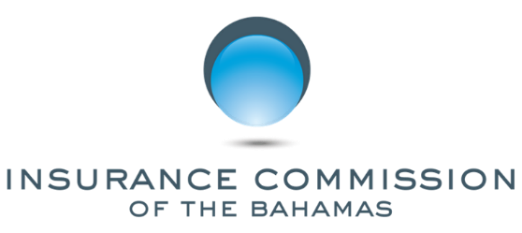 INSURANCE COMMISSION
OF THE BAHAMAS